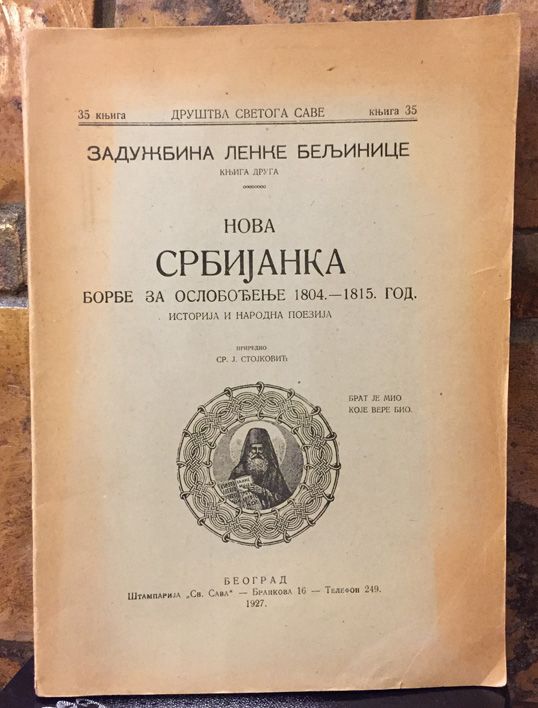 35 књига ДРУШТВА СВЕТОГА САВЕ књига 35
ЗАДУЖБИНА ЛЕНКЕ БЕЉИНИЦЕ
КЊИГА ДРУГА
НОВА
СРБИЈАНКА
БОРБЕ ЗА ОСЛОБОЂЕЊЕ 1804.—1815. ГОД.
ИСТОРИЈА И НАРОДНА ПОЕЗИЈА
ПРИРЕДИО
СР. Ј. СТОЈКОВИЋ
БРАТ ЈЕ МИО
КОЈЕ ВЕРЕ БИО.
БЕОГРАД
Штампарија „Св. Сава“ — Бранкова 16 — Телефон 249.
1927.